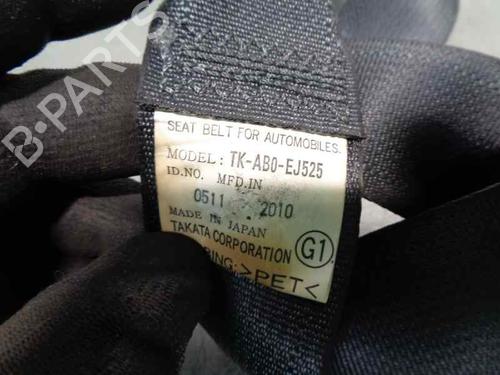 B-PARTS
SEAT BELT FOR AUTOMOBILES.
MODEL: TK-AB0-EJ525
ID.NO. MFD.IN
0511 2010
MADE IN JAPAN
TAKATA CORPORATION G1
>PET<